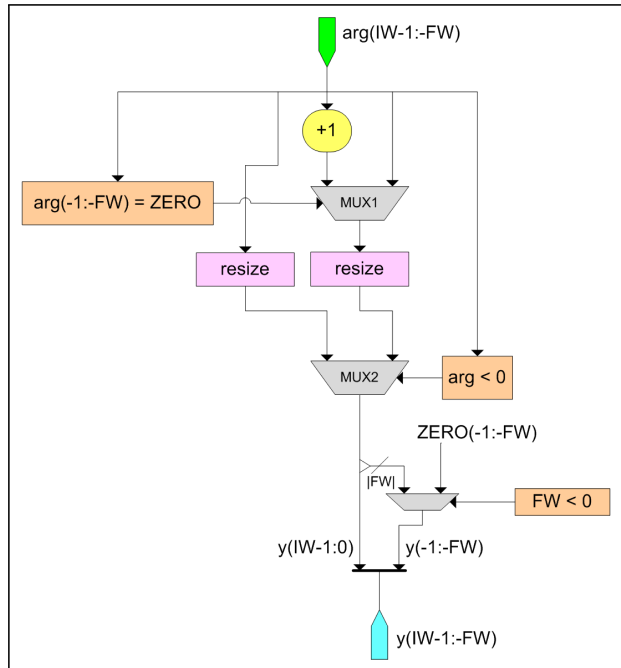 arg(IW-1:-FW)
+1
arg(-1:-FW) = ZERO
MUX1
resize
resize
MUX2
arg < 0
ZERO(-1:-FW)
|FW|
FW < 0
y(IW-1:0)
y(-1:-FW)
y(IW-1:-FW)